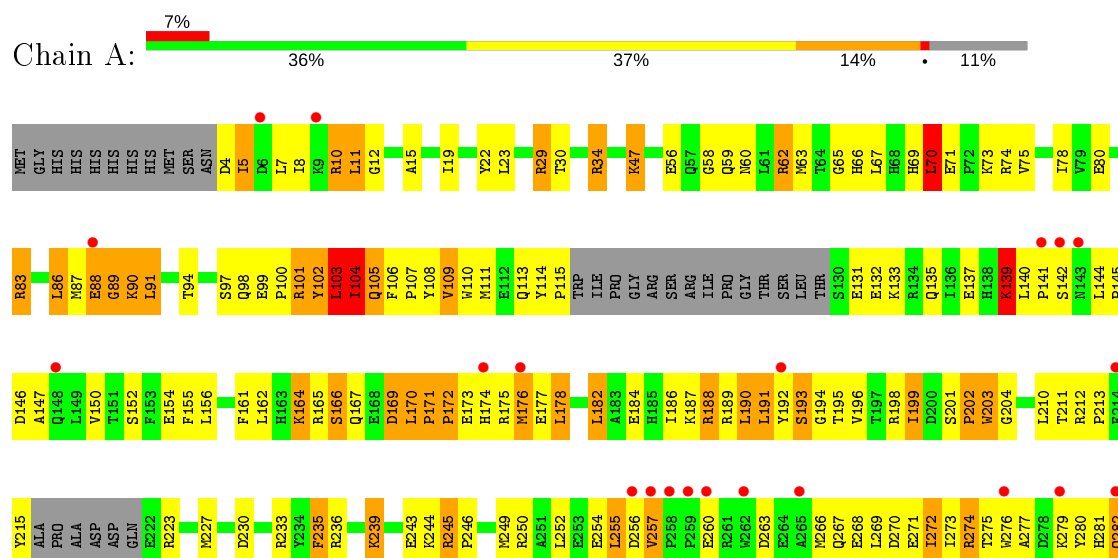 7%
Chain A:
36% 37% 14% • 11%
MET GLY HIS HIS HIS HIS HIS HIS MET SER ASN D4 I5 D6 L7 I8 K9 R10 L11 G12 A15 I19 Y22 L23 R29 T30 R34 K47 E56 Q57 G58 Q59 N60 L61 R62 M63 T64 G65 H66 L67 H68 H69 L70 E71 P72 K73 R74 V75 I78 V79 E80
R83 L86 M87 E88 G89 K90 L91 T94 S97 Q98 E99 P100 R101 Y102 L103 I104 Q105 F106 P107 Y108 V109 W110 M111 E112 Q113 Y114 P115 TRP ILE PRO GLY ARG SER ARG ILE PRO GLY THR SER LEU THR S130 E131 E132 K133 R134 Q135 I136 E137 H138 K139 L140 P141 S142 N143 L144 P145
D146 A147 Q148 L149 V150 T151 S152 F153 E154 F155 L156 F161 L162 H163 K164 R165 S166 Q167 E168 D169 L170 P171 P172 E173 H174 R175 M176 E177 L178 L182 A183 E184 H185 I186 K187 R188 R189 L190 L191 Y192 S193 G194 T195 V196 T197 R198 I199 D200 S201 P202 W203 G204 L210 T211 R212 P213 E214
Y215 ALA PRO ALA ASP ASP GLN E222 R223 M227 D230 R233 Y234 F235 R236 K239 E243 K244 R245 P246 M249 R250 A251 L252 E253 E254 L255 D256 V257 P258 P259 E260 R261 W262 D263 E264 A265 M266 Q267 E268 L269 D270 E271 I272 I273 R274 T275 W276 A277 D278 K279 Y280 H281